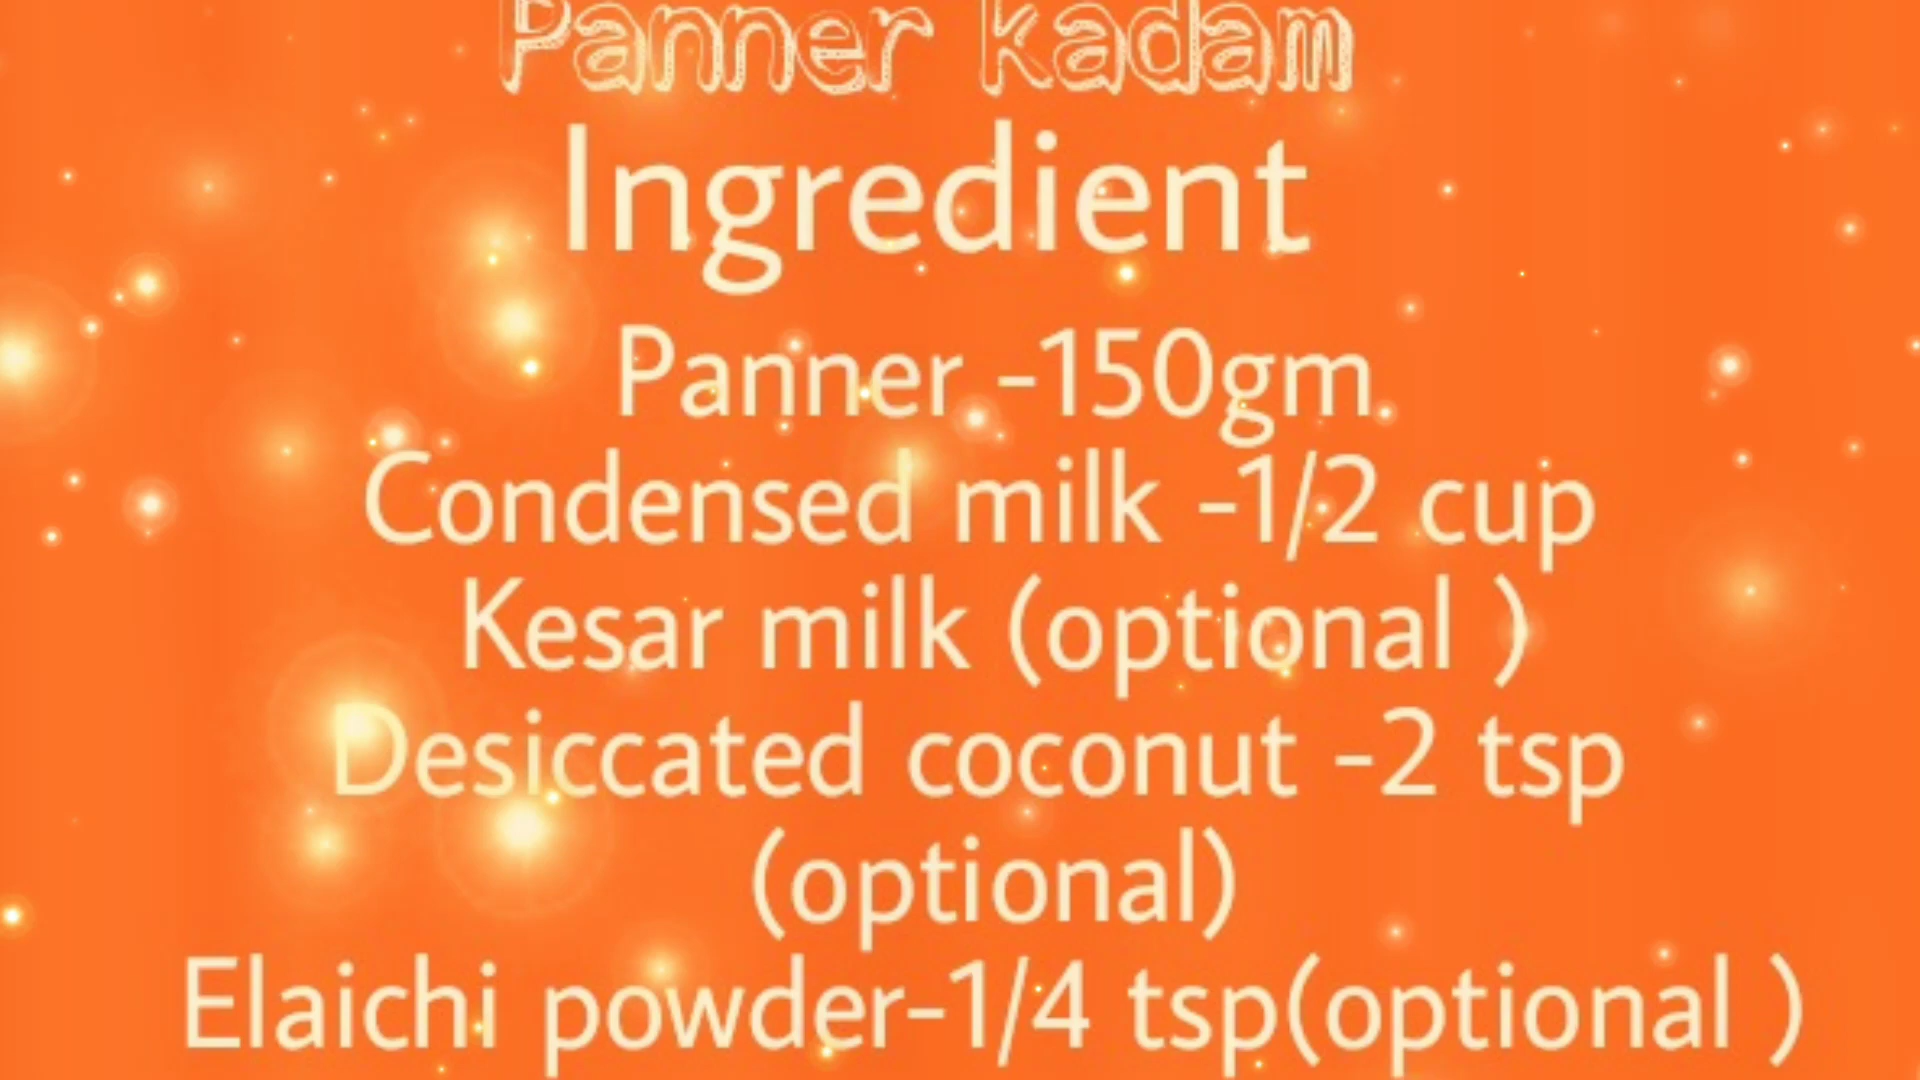 Panner kadam
Ingredient
Panner -150gm
Condensed milk -1/2 cup
Kesar milk (optional )
Desiccated coconut -2 tsp
(optional)
Elaichi powder-1/4 tsp(optional )